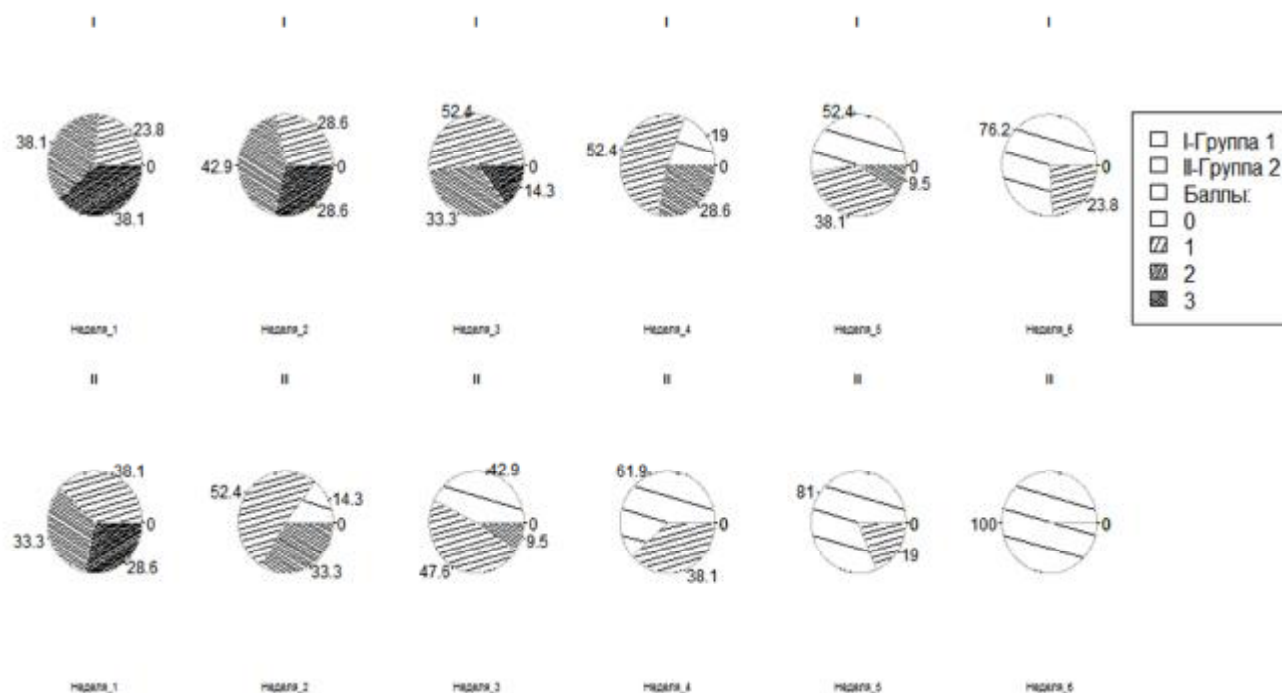 I I I I I I
38.1 23.8 0 38.1
42.9 28.6 0 28.6
52.4 0 14.3 33.3
52.4 19 0 28.6
52.4 0 9.5 38.1
76.2 0 23.8
I-Группа 1
II-Группа 2
Баллы:
0
1
2
3
Неделя_1 Неделя_2 Неделя_3 Неделя_4 Неделя_5 Неделя_6
II II II II II II
38.1 0 33.3 28.6
52.4 14.3 0 33.3
42.9 0 9.5 47.6
61.9 0 38.1
81 0 19
100 0
Неделя_1 Неделя_2 Неделя_3 Неделя_4 Неделя_5 Неделя_6